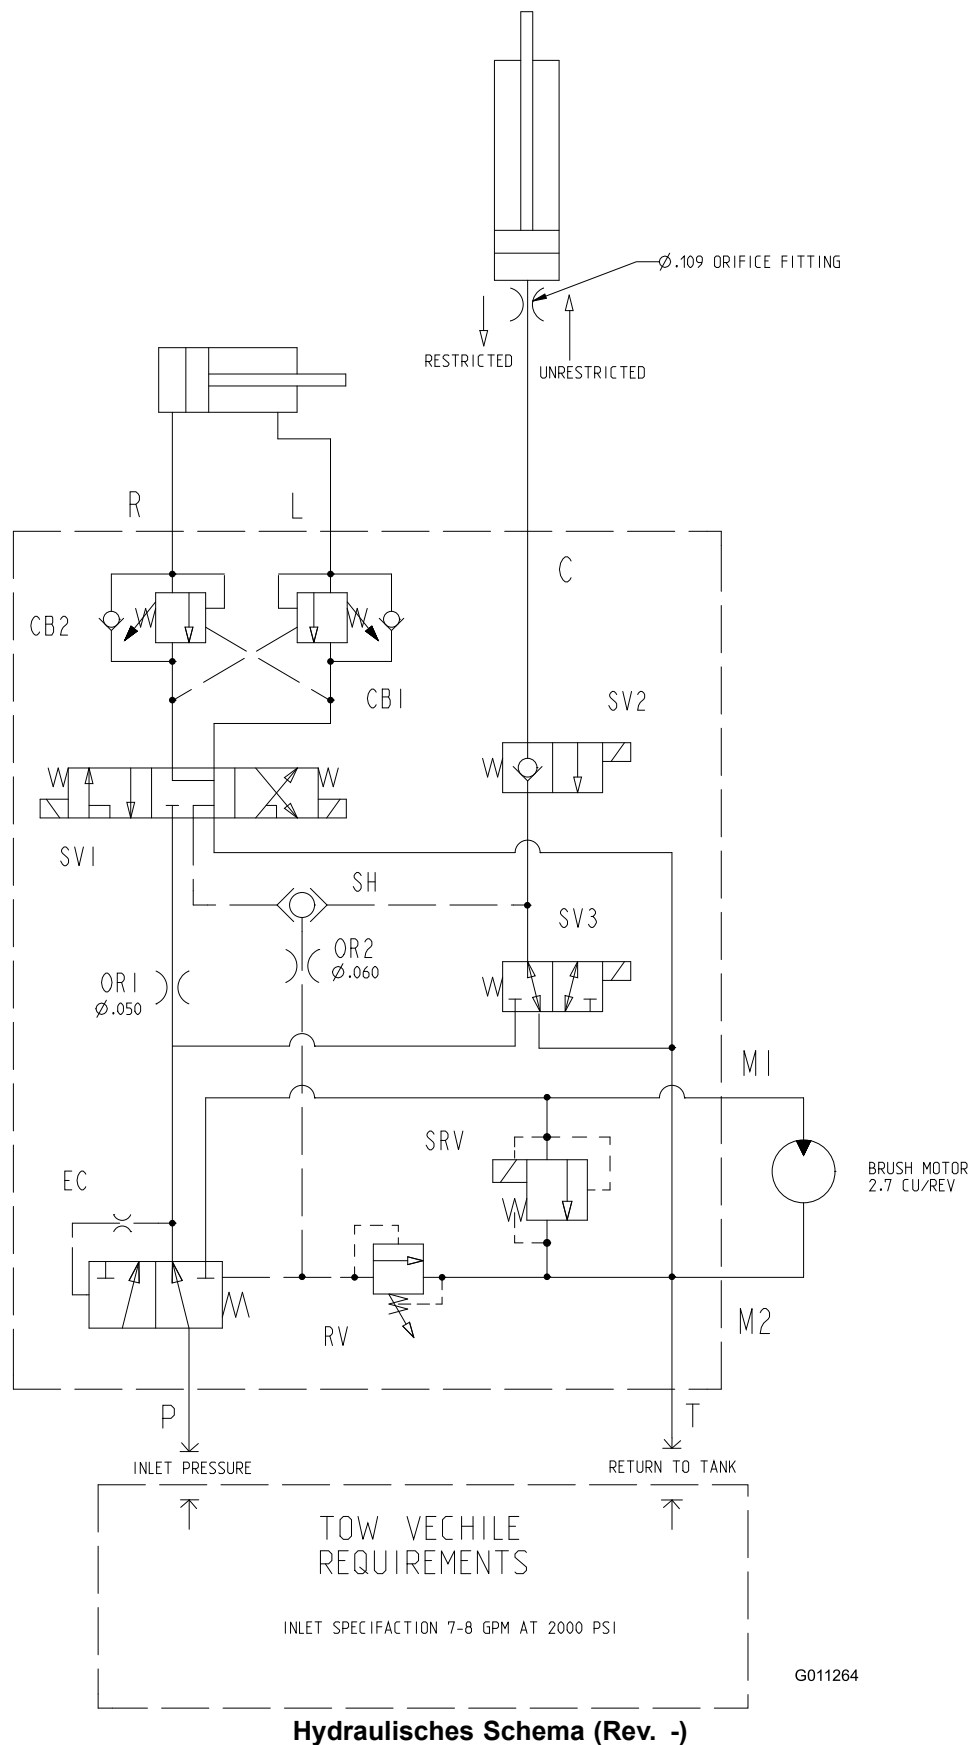 Ø.109 ORIFICE FITTING
RESTRICTED
UNRESTRICTED
R
L
C
CB2
CB1
SV2
SV1
SH
SV3
OR2
Ø.060
OR1
Ø.050
M1
SRV
EC
BRUSH MOTOR
2.7 CU/REV
RV
M2
P
T
INLET PRESSURE
RETURN TO TANK
TOW VECHILE
REQUIREMENTS
INLET SPECIFACTION 7-8 GPM AT 2000 PSI
G011264
Hydraulisches Schema (Rev. -)